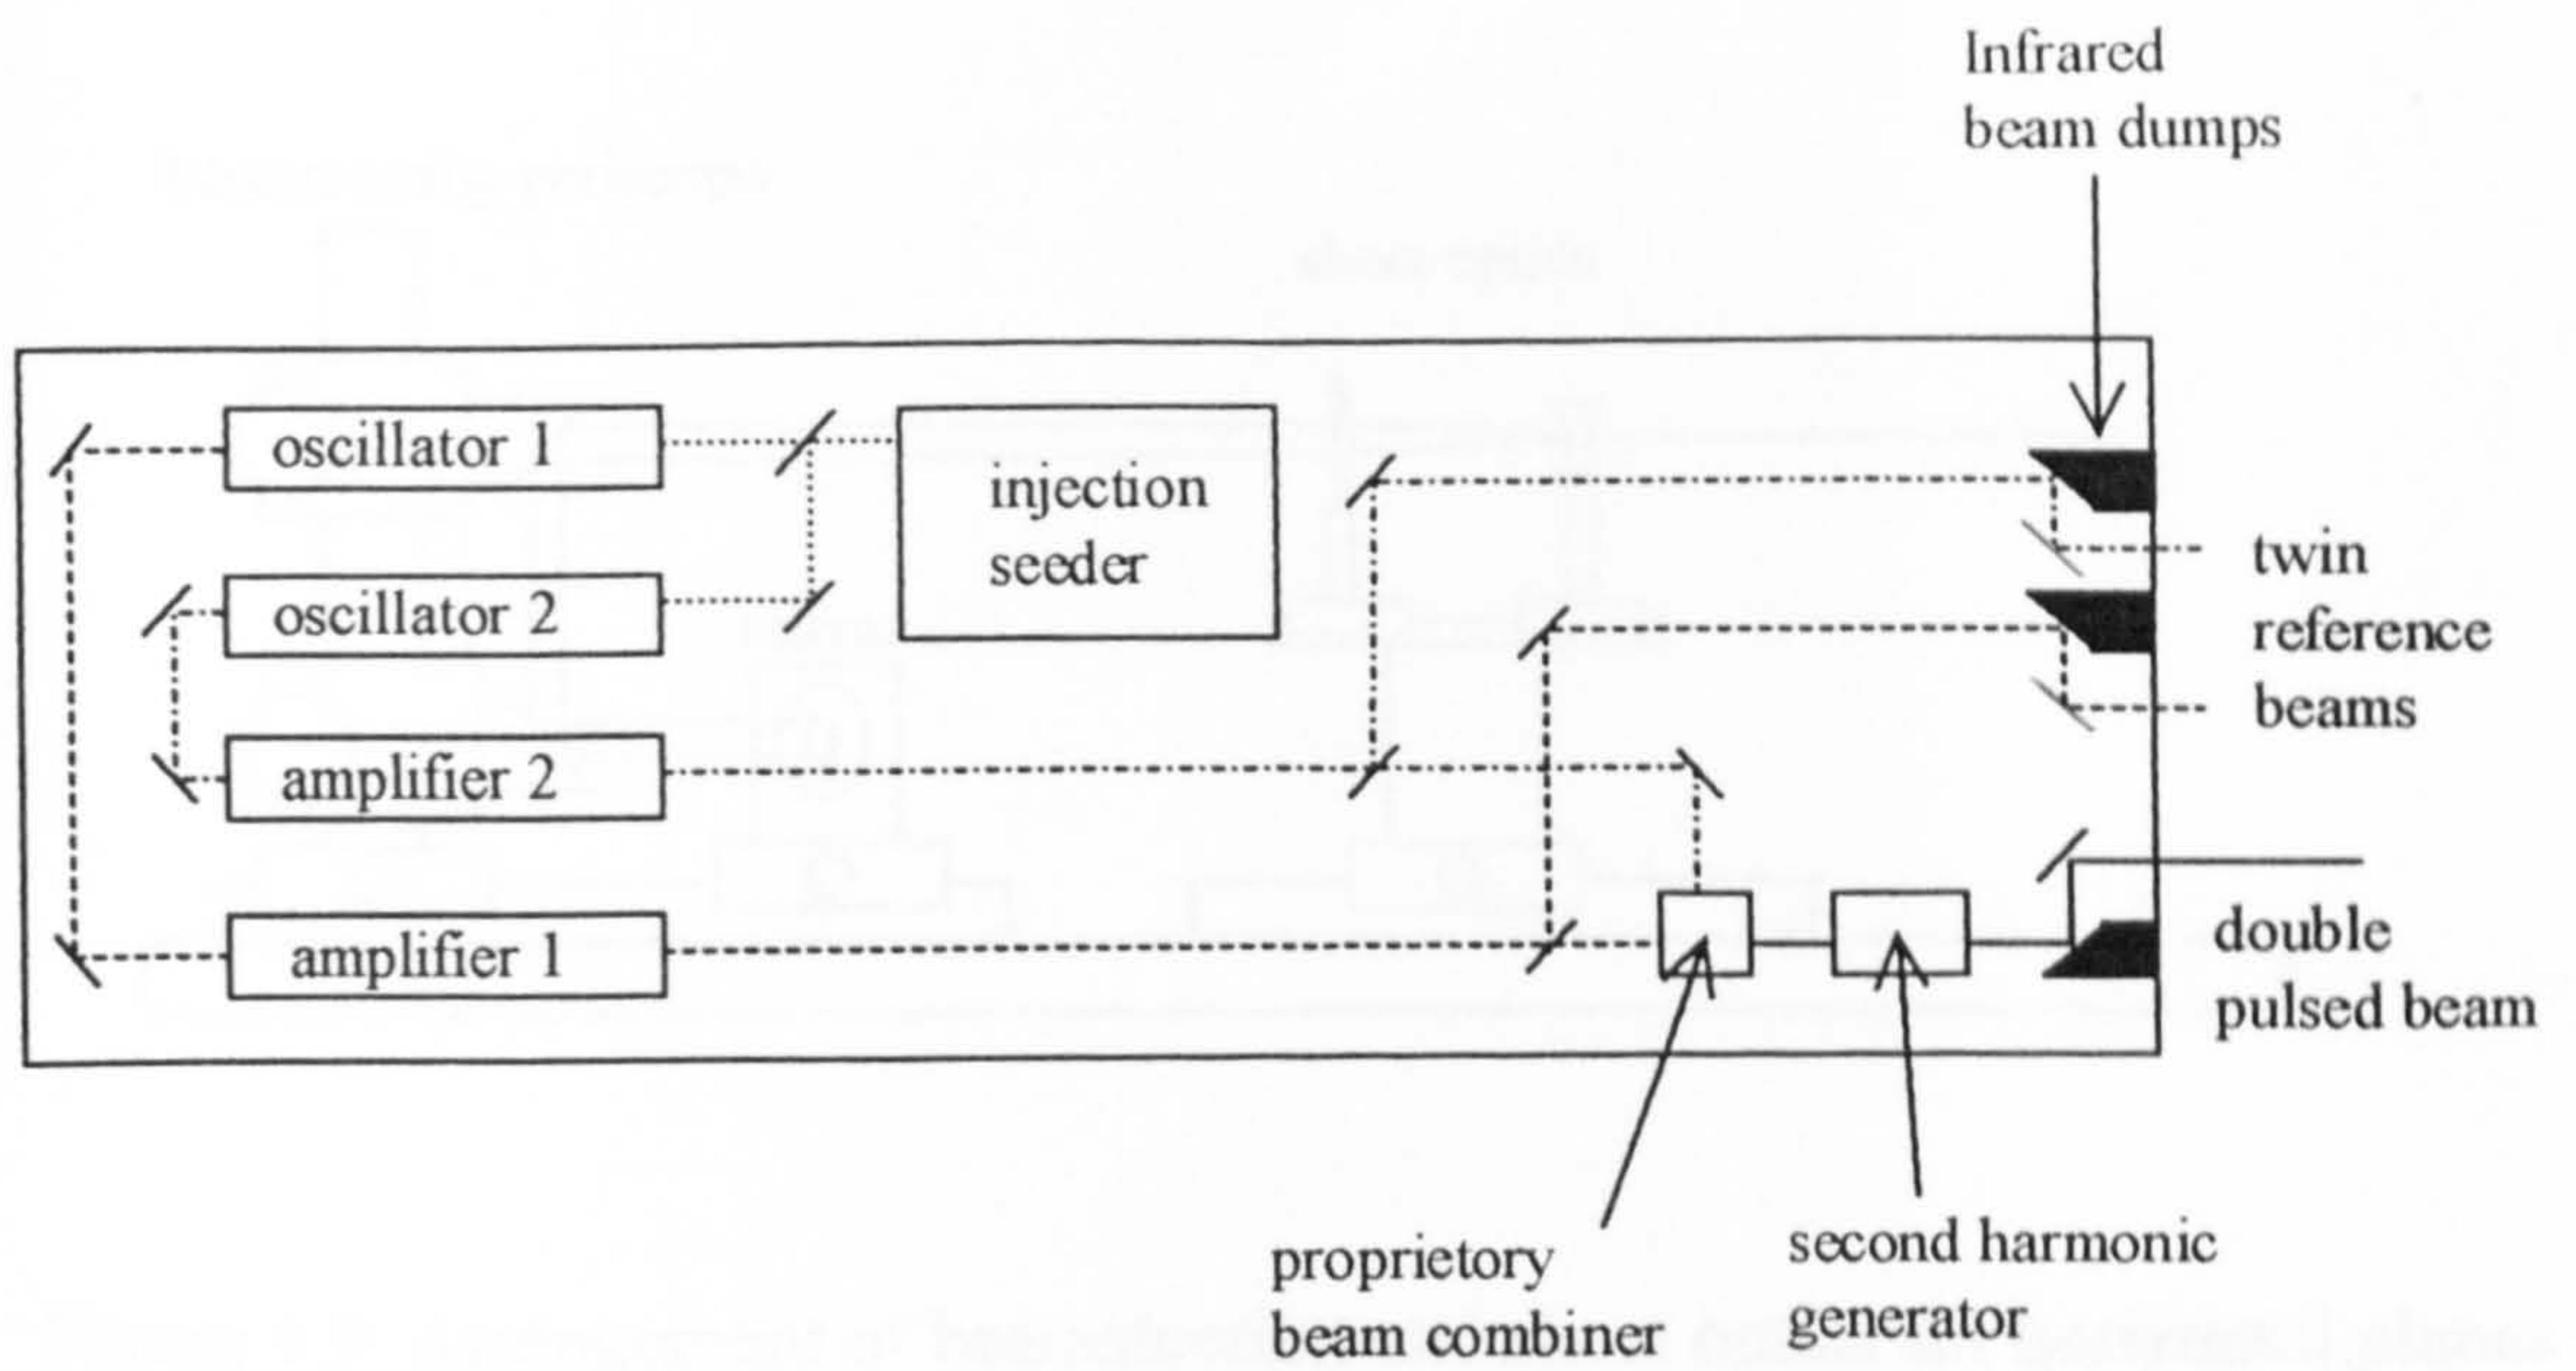 Infrared
beam dumps
oscillator 1
injection
seeder
oscillator 2
twin
reference
beams
amplifier 2
amplifier 1
double
pulsed beam
proprietory
beam combiner
second harmonic
generator